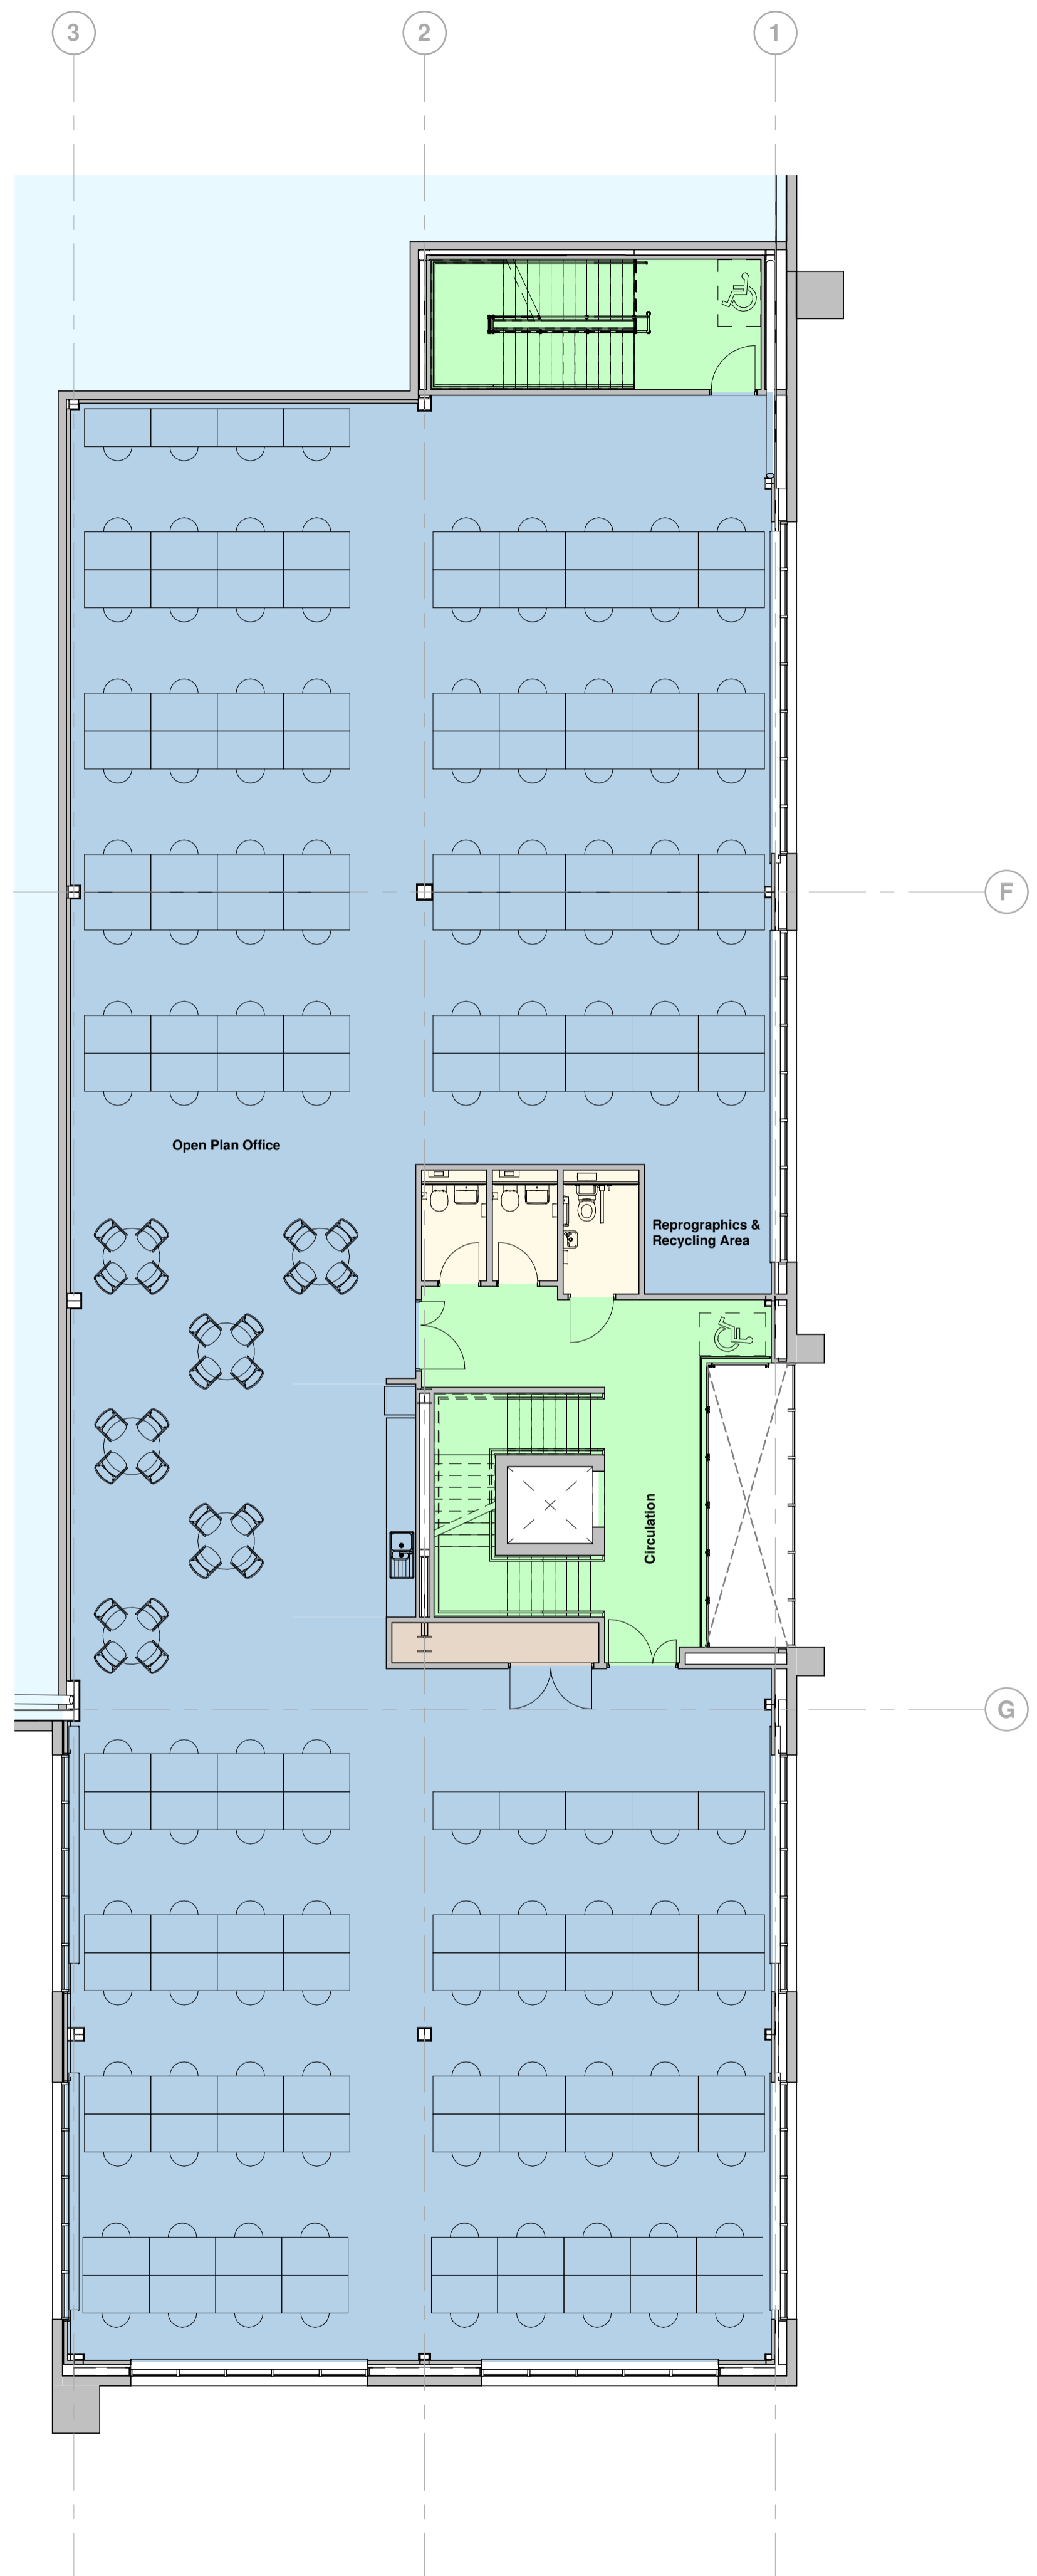 3
2
1
F
Open Plan Office
Reprographics &
Recycling Area
Circulation
G